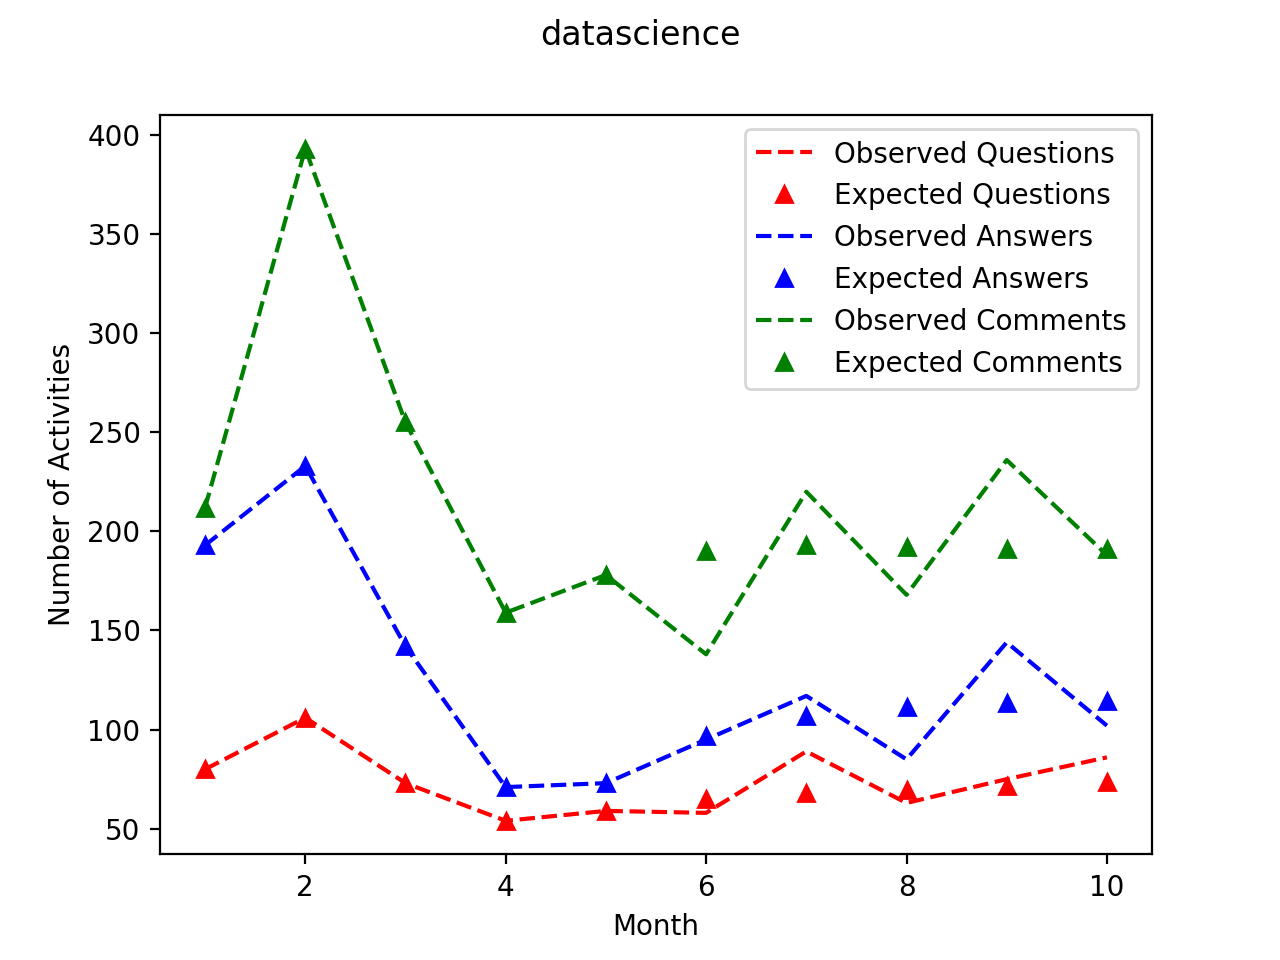 datascience
400
350
300
250
200
150
100
50
Number of Activities
Observed Questions
Expected Questions
Observed Answers
Expected Answers
Observed Comments
Expected Comments
2 4 6 8 10
Month